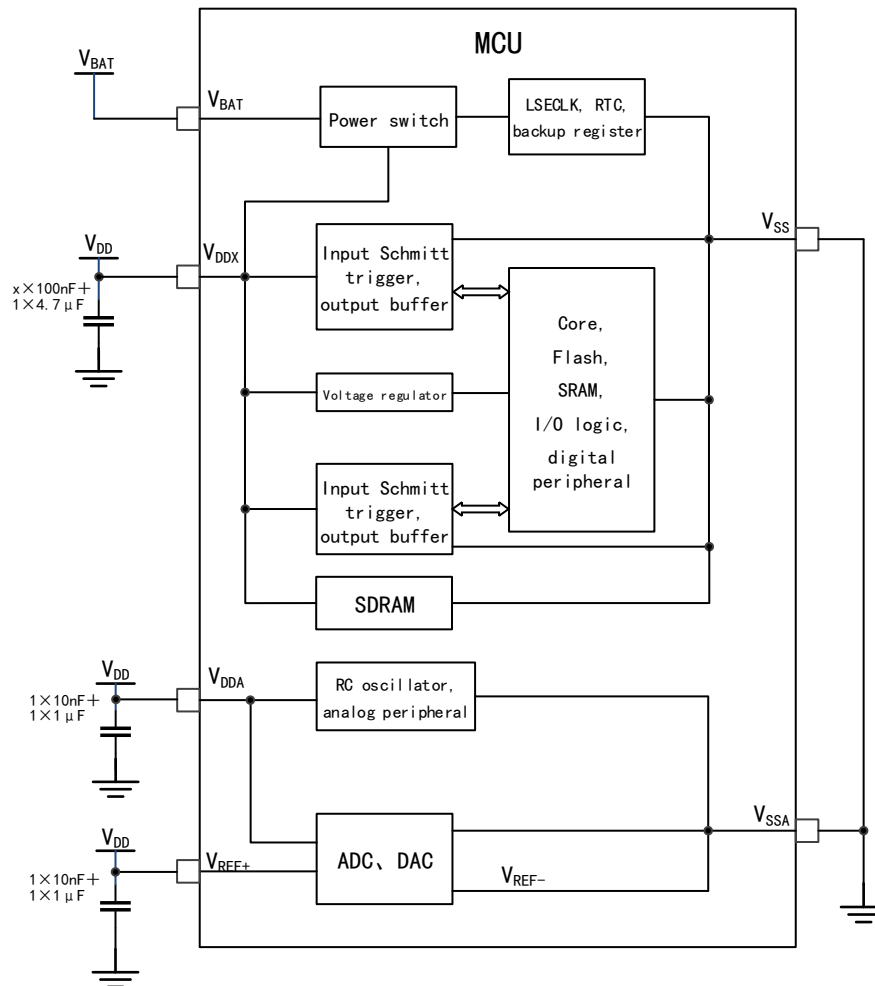 MCU
V_BAT
V_BAT
Power switch
LSECLK, RTC,
backup register
V_DD
V_DDX
x×100nF+
1×4.7μF
Input Schmitt
trigger,
output buffer
V_SS
Core,
Flash,
SRAM,
I/O logic,
digital
peripheral
Voltage regulator
Input Schmitt
trigger,
output buffer
SDRAM
V_DD
V_DDA
1×10nF+
1×1μF
RC oscillator,
analog peripheral
V_DD
V_REF+
1×10nF+
1×1μF
ADC、DAC
V_REF-
V_SSA